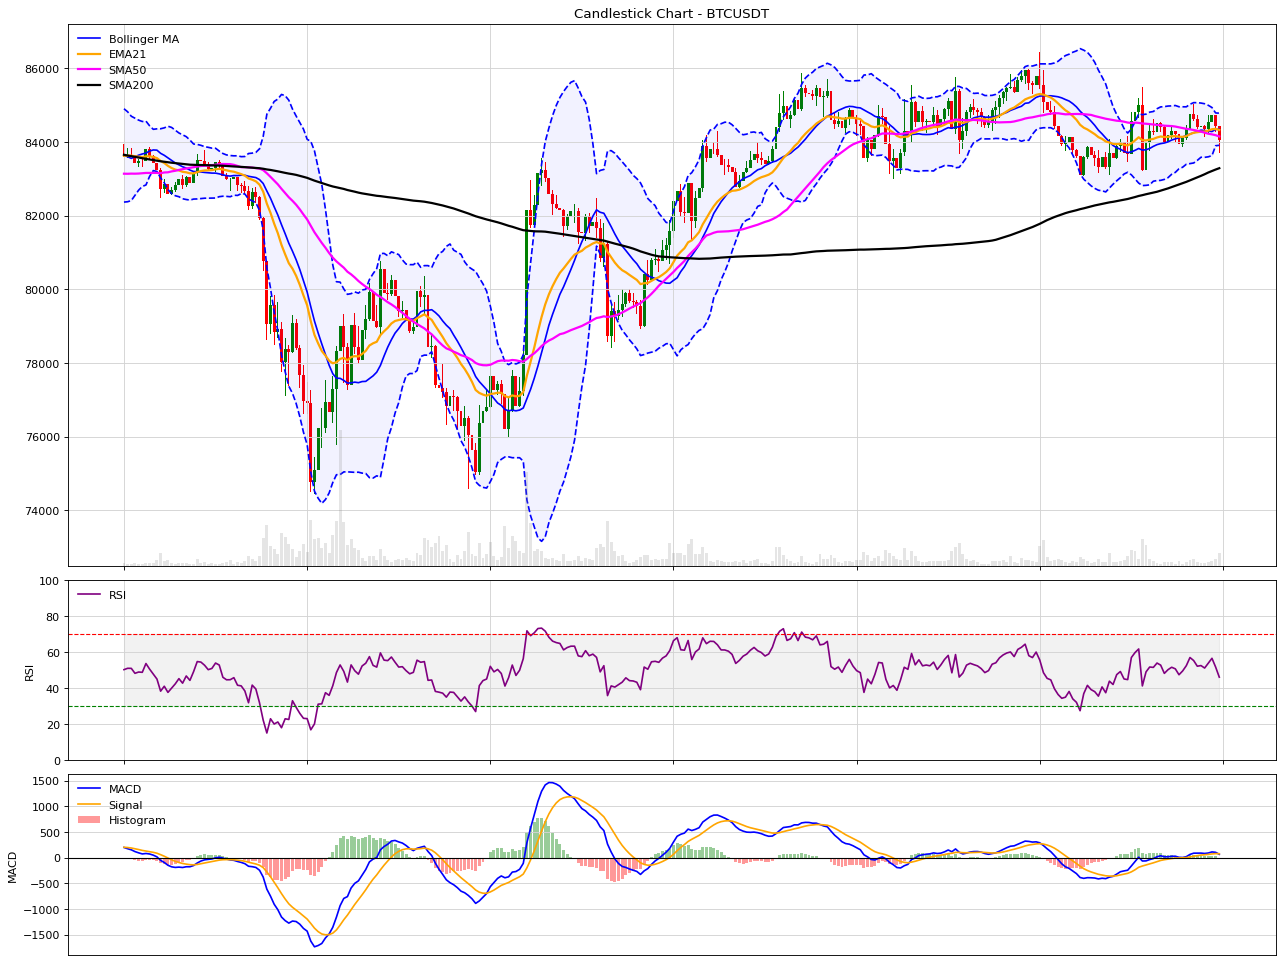 Candlestick Chart - BTCUSDT
Bollinger MA
EMA21
SMA50
SMA200
86000
84000
82000
80000
78000
76000
74000
RSI
100
80
60
40
20
0
RSI
MACD
Signal
Histogram
1500
1000
500
0
−500
−1000
−1500
MACD